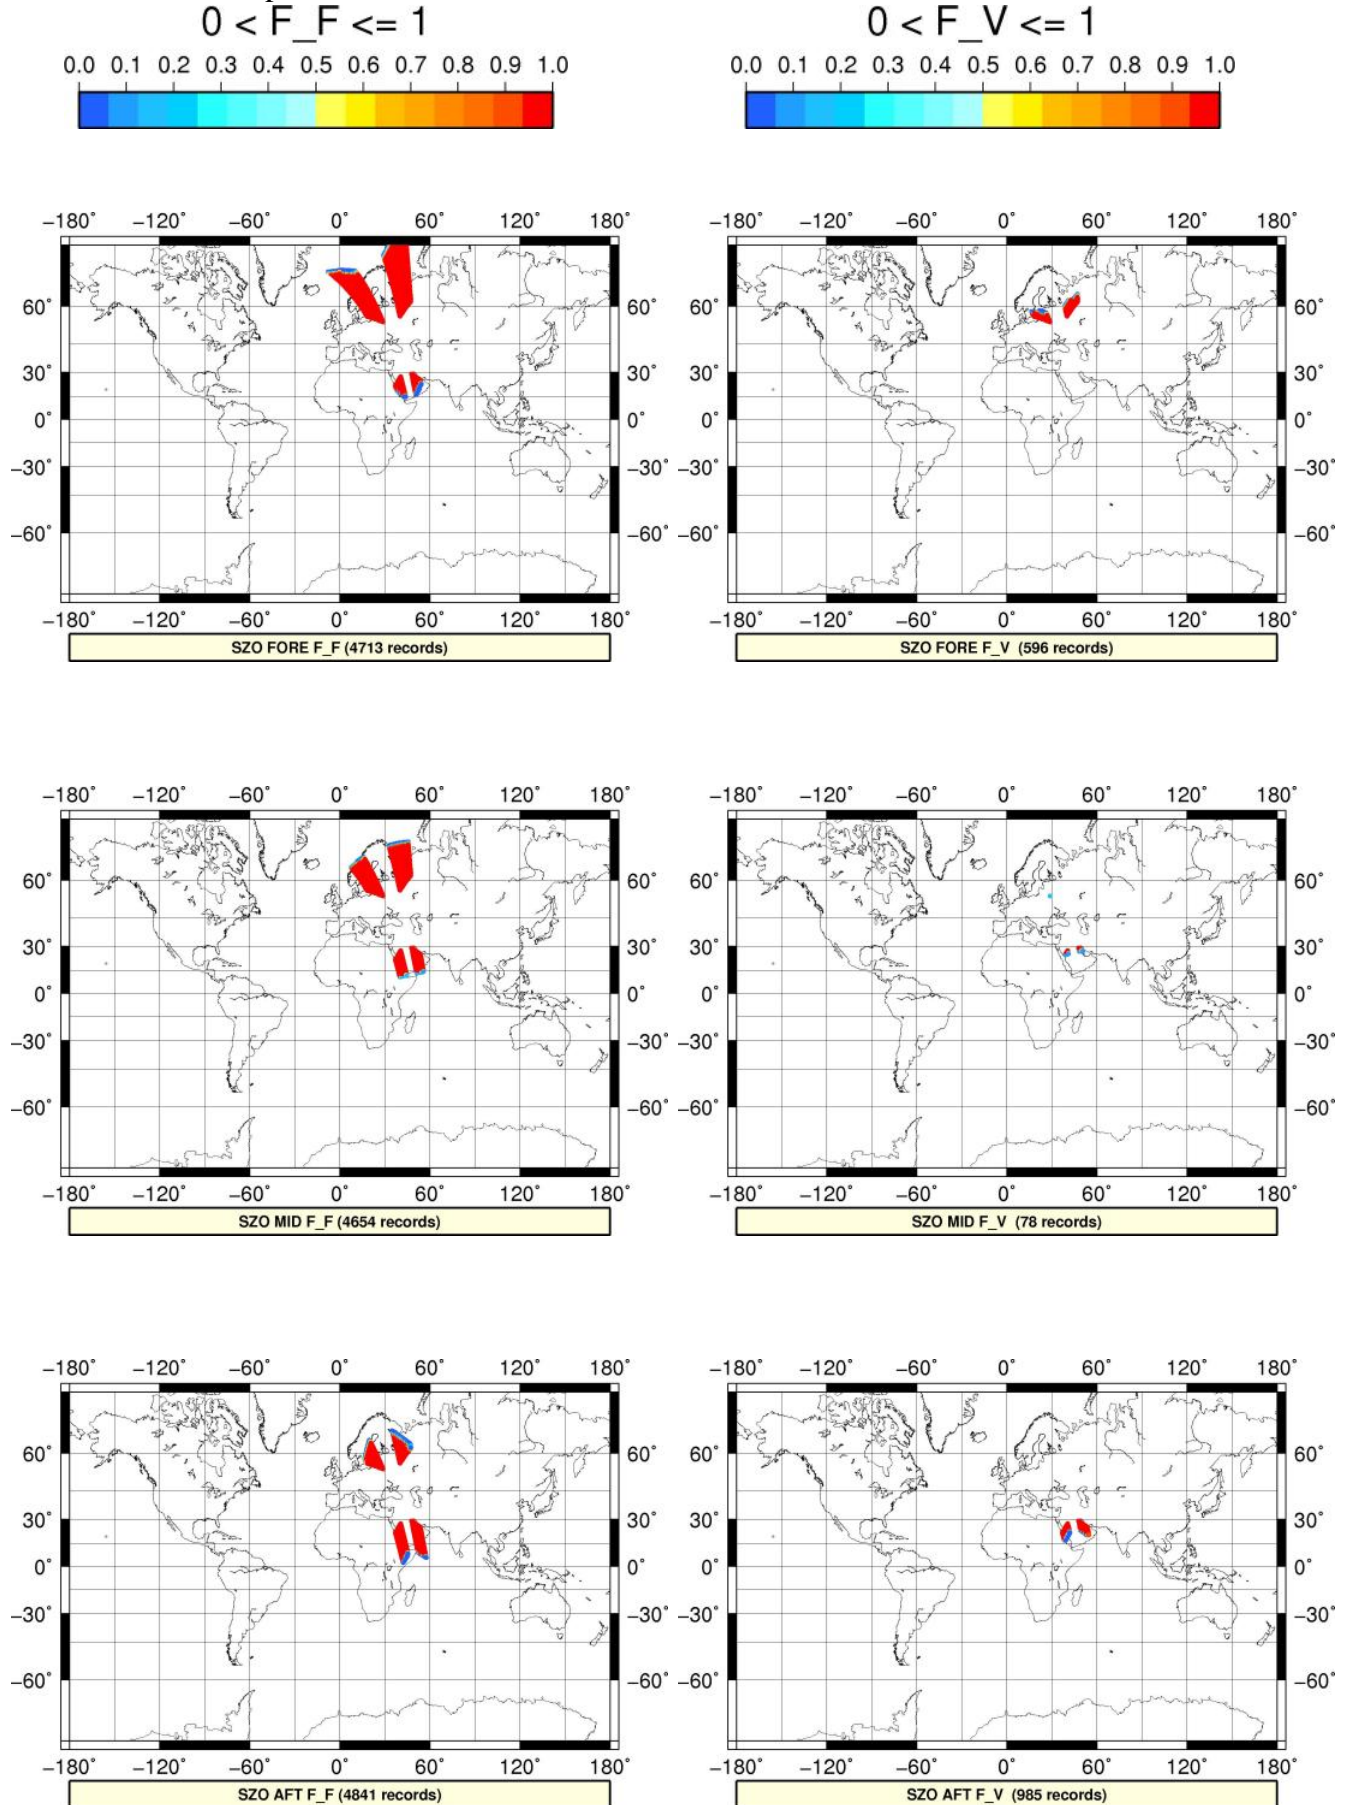 0 < F_F <= 1
0 < F_V <= 1
0.0 0.1 0.2 0.3 0.4 0.5 0.6 0.7 0.8 0.9 1.0
0.0 0.1 0.2 0.3 0.4 0.5 0.6 0.7 0.8 0.9 1.0
−180˚ −120˚ −60˚ 0˚ 60˚ 120˚ 180˚
−180˚ −120˚ −60˚ 0˚ 60˚ 120˚ 180˚
60˚ 60˚ 60˚
30˚ 30˚ 30˚ 30˚
0˚ 0˚ 0˚ 0˚
−30˚ −30˚ −30˚ −30˚
−60˚ −60˚ −60˚ −60˚
−180˚ −120˚ −60˚ 0˚ 60˚ 120˚ 180˚
−180˚ −120˚ −60˚ 0˚ 60˚ 120˚ 180˚
SZO FORE F_F (4713 records)
SZO FORE F_V (596 records)
−180˚ −120˚ −60˚ 0˚ 60˚ 120˚ 180˚
−180˚ −120˚ −60˚ 0˚ 60˚ 120˚ 180˚
60˚ 60˚ 60˚ 60˚
30˚ 30˚ 30˚ 30˚
0˚ 0˚ 0˚ 0˚
−30˚ −30˚ −30˚ −30˚
−60˚ −60˚ −60˚ −60˚
−180˚ −120˚ −60˚ 0˚ 60˚ 120˚ 180˚
−180˚ −120˚ −60˚ 0˚ 60˚ 120˚ 180˚
SZO MID F_F (4654 records)
SZO MID F_V (78 records)
−180˚ −120˚ −60˚ 0˚ 60˚ 120˚ 180˚
−180˚ −120˚ −60˚ 0˚ 60˚ 120˚ 180˚
60˚ 60˚ 60˚ 60˚
30˚ 30˚ 30˚ 30˚
0˚ 0˚ 0˚ 0˚
−30˚ −30˚ −30˚ −30˚
−60˚ −60˚ −60˚ −60˚
−180˚ −120˚ −60˚ 0˚ 60˚ 120˚ 180˚
−180˚ −120˚ −60˚ 0˚ 60˚ 120˚ 180˚
SZO AFT F_F (4841 records)
SZO AFT F_V (985 records)